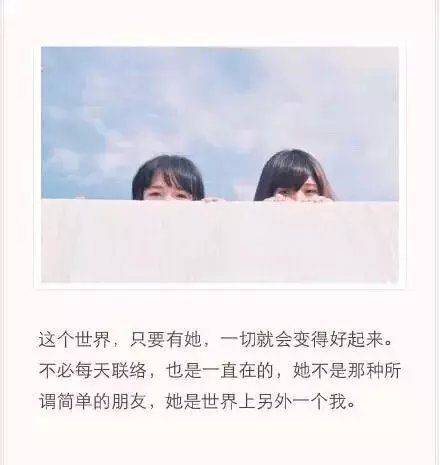 这个世界，只要有她，一切就会变得好起来。
不必每天联络，也是一直在的，她不是那种所
谓简单的朋友，她是世界上另外一个我。